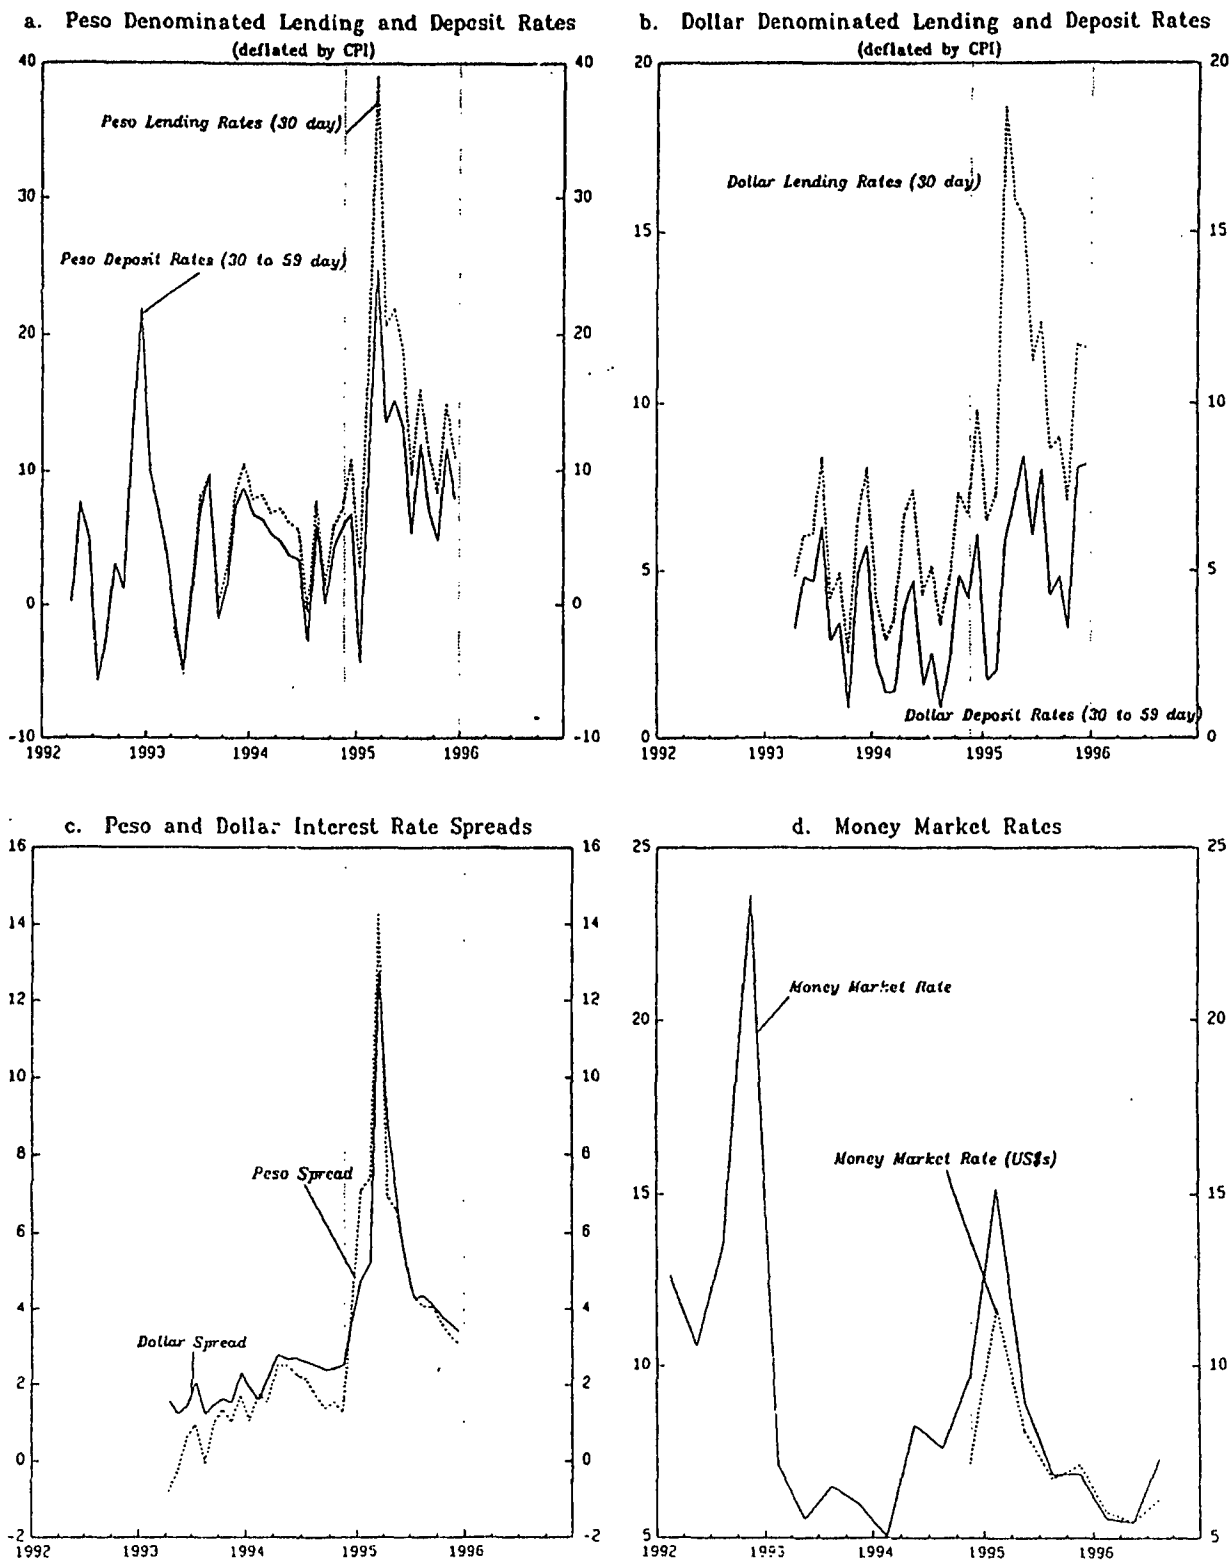 a. Peso Denominated Lending and Deposit Rates
(deflated by CPI)
40 40
Peso Lending Rates (30 day)
30 30
Peso Deposit Rates (30 to 59 day)
20 20
10 10
0 0
-10 -10
1992 1993 1994 1995 1996
b. Dollar Denominated Lending and Deposit Rates
(deflated by CPI)
20 20
Dollar Lending Rates (30 day)
15 15
10 10
5 5
Dollar Deposit Rates (30 to 59 day)
0 0
1992 1993 1994 1995 1996
c. Peso and Dollar Interest Rate Spreads
16 16
14 14
12 12
10 10
8 8
Peso Spread
6 6
4 4
Dollar Spread
2 2
0 0
-2 -2
1992 1993 1994 1995 1996
d. Money Market Rates
25 25
Money Market Rate
20 20
Money Market Rate (US$s)
15 15
10 10
5 5
1992 1993 1994 1995 1996